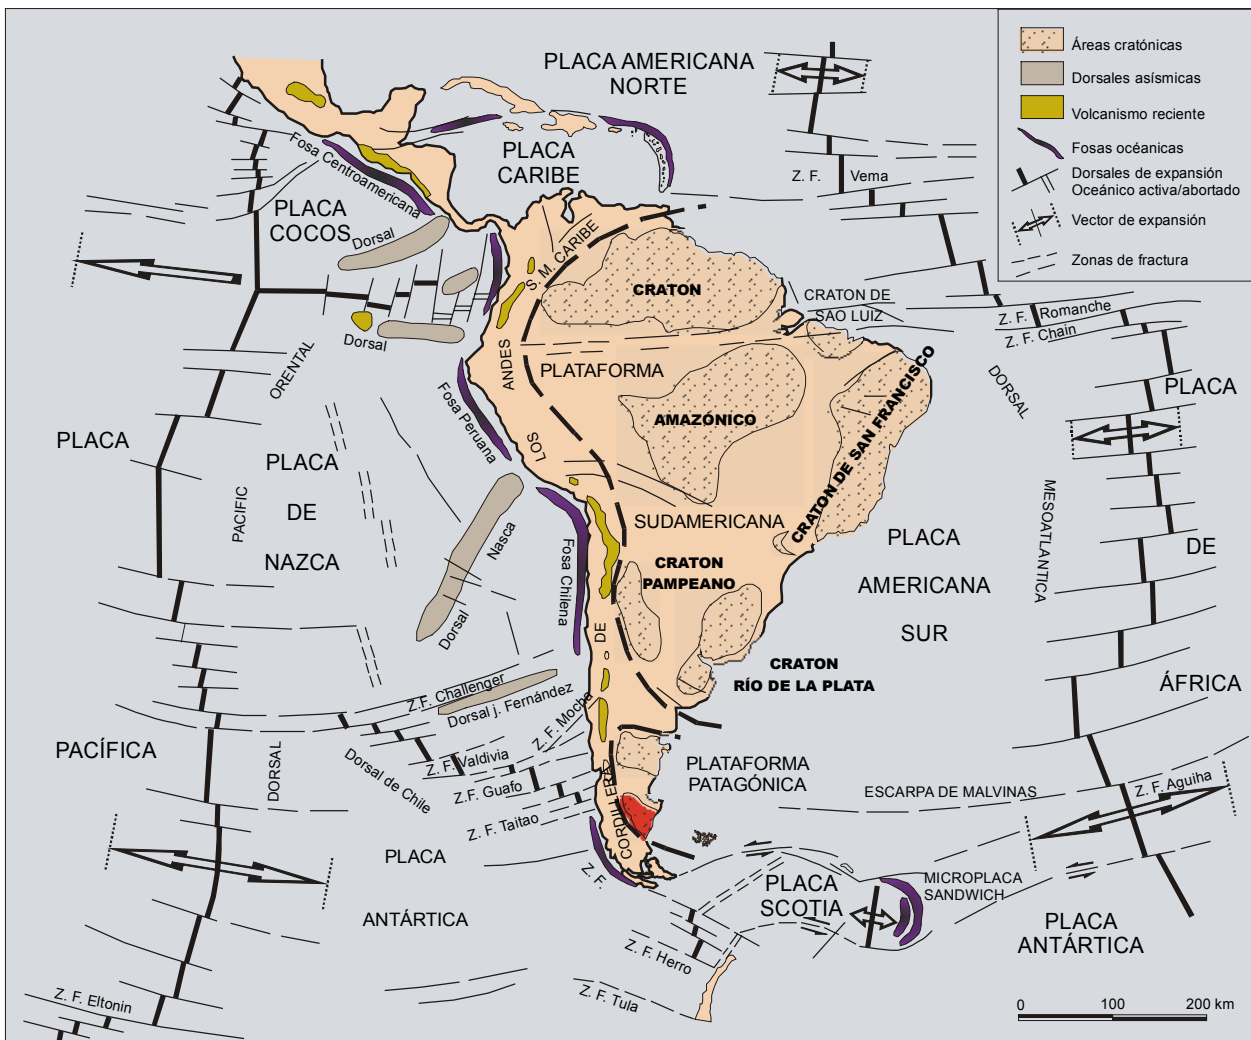 PLACA AMERICANA
NORTE
Áreas cratónicas
Dorsales asísmicas
Volcanismo reciente
Fosas océanicas
Dorsales de expansión
Oceánico activa/abortado
Vector de expansión
Zonas de fractura
Fosa Centroamericana
PLACA
CARIBE
Z. F. Vema
PLACA
COCOS
Dorsal
S. M. CARIBE
CRATON
CRATON DE
SAO LUIZ
Z. F. Romanche
Z. F. Chain
Dorsal
ORENTAL
ANDES
PLATAFORMA
DORSAL
PLACA
Fosa Peruana
AMAZÓNICO
CRATON DE SAN FRANCISCO
PLACA
PLACA
DE
NAZCA
PACIFIC
LOS
MESOATLANTICA
Nasca
Dorsal
Fosa Chilena
SUDAMERICANA
PLACA
AMERICANA
SUR
DE
CRATON
PAMPEANO
DE
CRATON
RÍO DE LA PLATA
ÁFRICA
Z.F. Challenger
Dorsal j. Fernández
Z. F. Moche
PACÍFICA
DORSAL
Dorsal de Chile
Z. F. Valdivia
Z.F. Guafo
Z. F. Taitao
CORDILLERA
PLATAFORMA
PATAGÓNICA
ESCARPA DE MALVINAS
Z. F. Aguiha
PLACA
ANTÁRTICA
Z. F.
PLACA
SCOTIA
MICROPLACA
SANDWICH
PLACA
ANTÁRTICA
Z. F. Herro
Z. F. Tula
Z. F. Eltonin
0 100 200 km